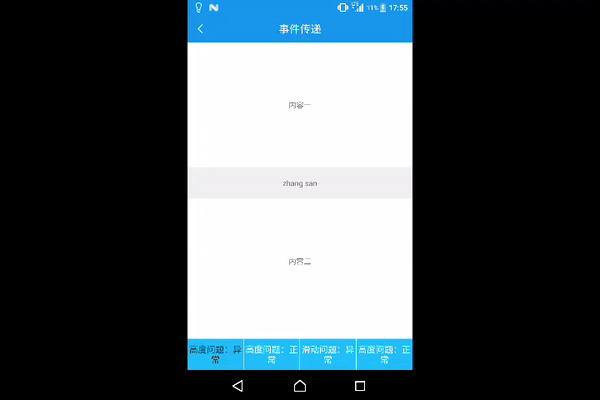 11% 17:55
事件传递
内容一
zhang san
内容二
高度问题：异常
高度问题：正常
滑动问题：异常
高度问题：正常